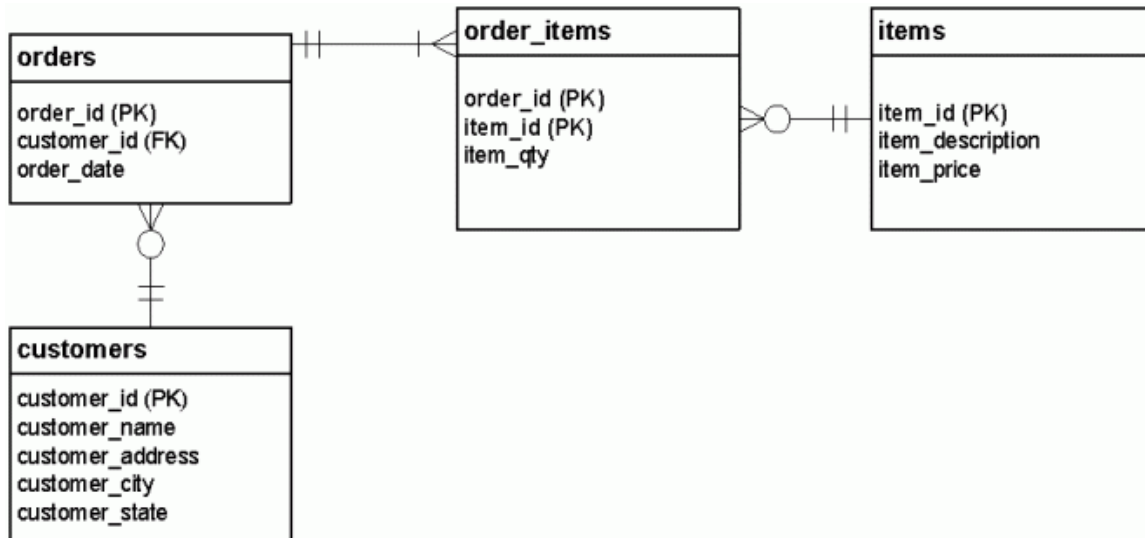 orders
order_id (PK)
customer_id (FK)
order_date
order_items
order_id (PK)
item_id (PK)
item_qty
items
item_id (PK)
item_description
item_price
customers
customer_id (PK)
customer_name
customer_address
customer_city
customer_state